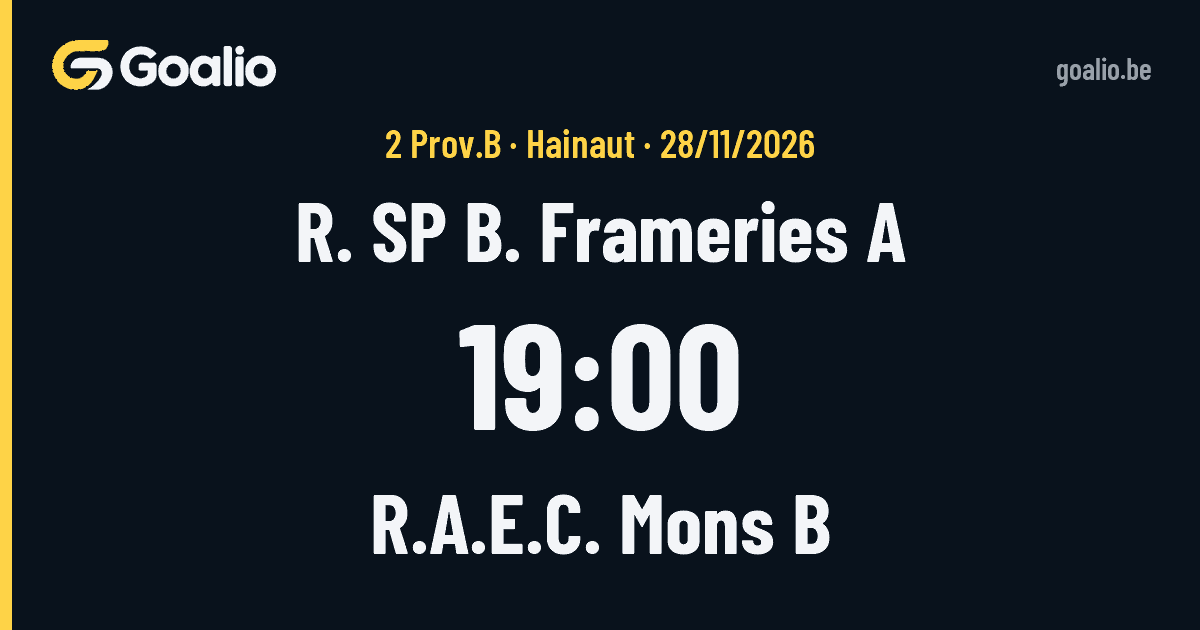 Goalio
goalio.be
2 Prov.B · Hainaut · 28/11/2026
R. SP B. Frameries A
19:00
R.A.E.C. Mons B